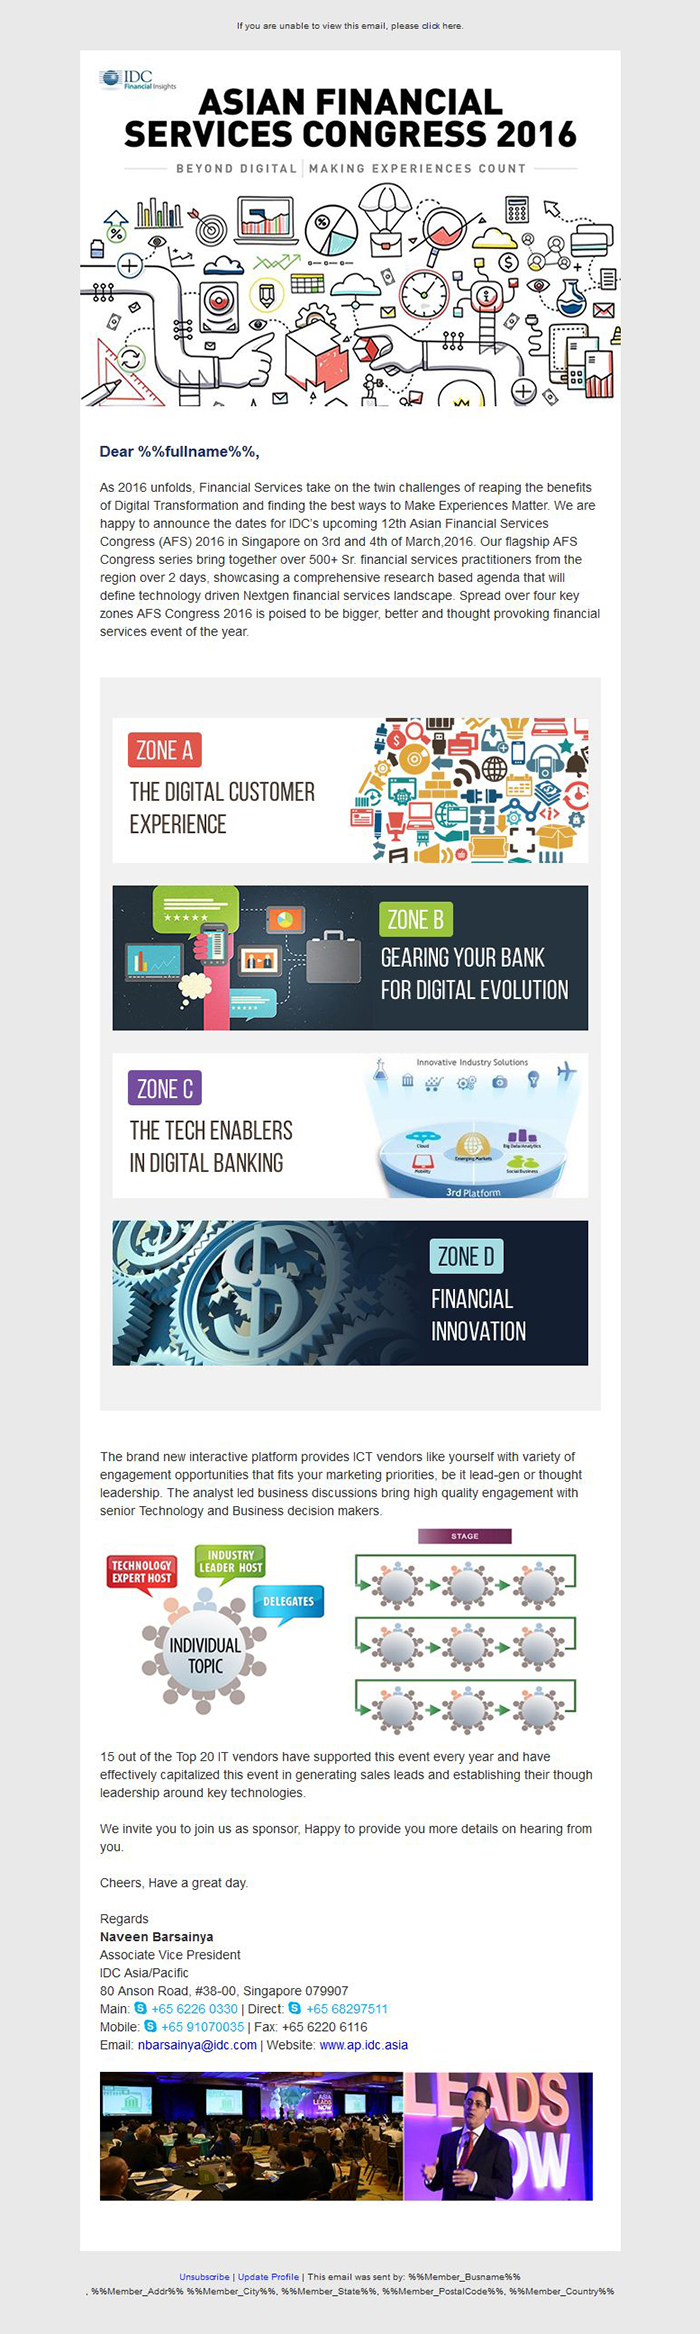 If you are unable to view this email, please click here.
IDC
Financial Insights
ASIAN FINANCIAL
SERVICES CONGRESS 2016
BEYOND DIGITAL | MAKING EXPERIENCES COUNT
Dear %%fullname%%,
As 2016 unfolds, Financial Services take on the twin challenges of reaping the benefits
of Digital Transformation and finding the best ways to Make Experiences Matter. We are
happy to announce the dates for IDC's upcoming 12th Asian Financial Services
Congress (AFS) 2016 in Singapore on 3rd and 4th of March,2016. Our flagship AFS
Congress series bring together over 500+ Sr. financial services practitioners from the
region over 2 days, showcasing a comprehensive research based agenda that will
define technology driven Nextgen financial services landscape. Spread over four key
zones AFS Congress 2016 is poised to be bigger, better and thought provoking financial
services event of the year.
ZONE A
THE DIGITAL CUSTOMER
EXPERIENCE
ZONE B
GEARING YOUR BANK
FOR DIGITAL EVOLUTION
ZONE C
THE TECH ENABLERS
IN DIGITAL BANKING
Innovative Industry Solutions
Cloud
Big Data/Analytics
Emerging Markets
Mobility
Social Business
3rd Platform
ZONE D
FINANCIAL
INNOVATION
The brand new interactive platform provides ICT vendors like yourself with variety of
engagement opportunities that fits your marketing priorities, be it lead-gen or thought
leadership. The analyst led business discussions bring high quality engagement with
senior Technology and Business decision makers.
TECHNOLOGY
EXPERT HOST
INDUSTRY
LEADER HOST
DELEGATES
INDIVIDUAL
TOPIC
STAGE
15 out of the Top 20 IT vendors have supported this event every year and have
effectively capitalized this event in generating sales leads and establishing their though
leadership around key technologies.
We invite you to join us as sponsor, Happy to provide you more details on hearing from
you.
Cheers, Have a great day.
Regards
Naveen Barsainya
Associate Vice President
IDC Asia/Pacific
80 Anson Road, #38-00, Singapore 079907
Main: +65 6226 0330 | Direct: +65 68297511
Mobile: +65 91070035 | Fax: +65 6220 6116
Email: nbarsainya@idc.com | Website: www.ap.idc.asia
ASIA
LEADS
NOW
LEADS
NOW
Unsubscribe | Update Profile | This email was sent by: %%Member_Busname%%
, %%Member_Addr%% %%Member_City%%, %%Member_State%%, %%Member_PostalCode%%, %%Member_Country%%